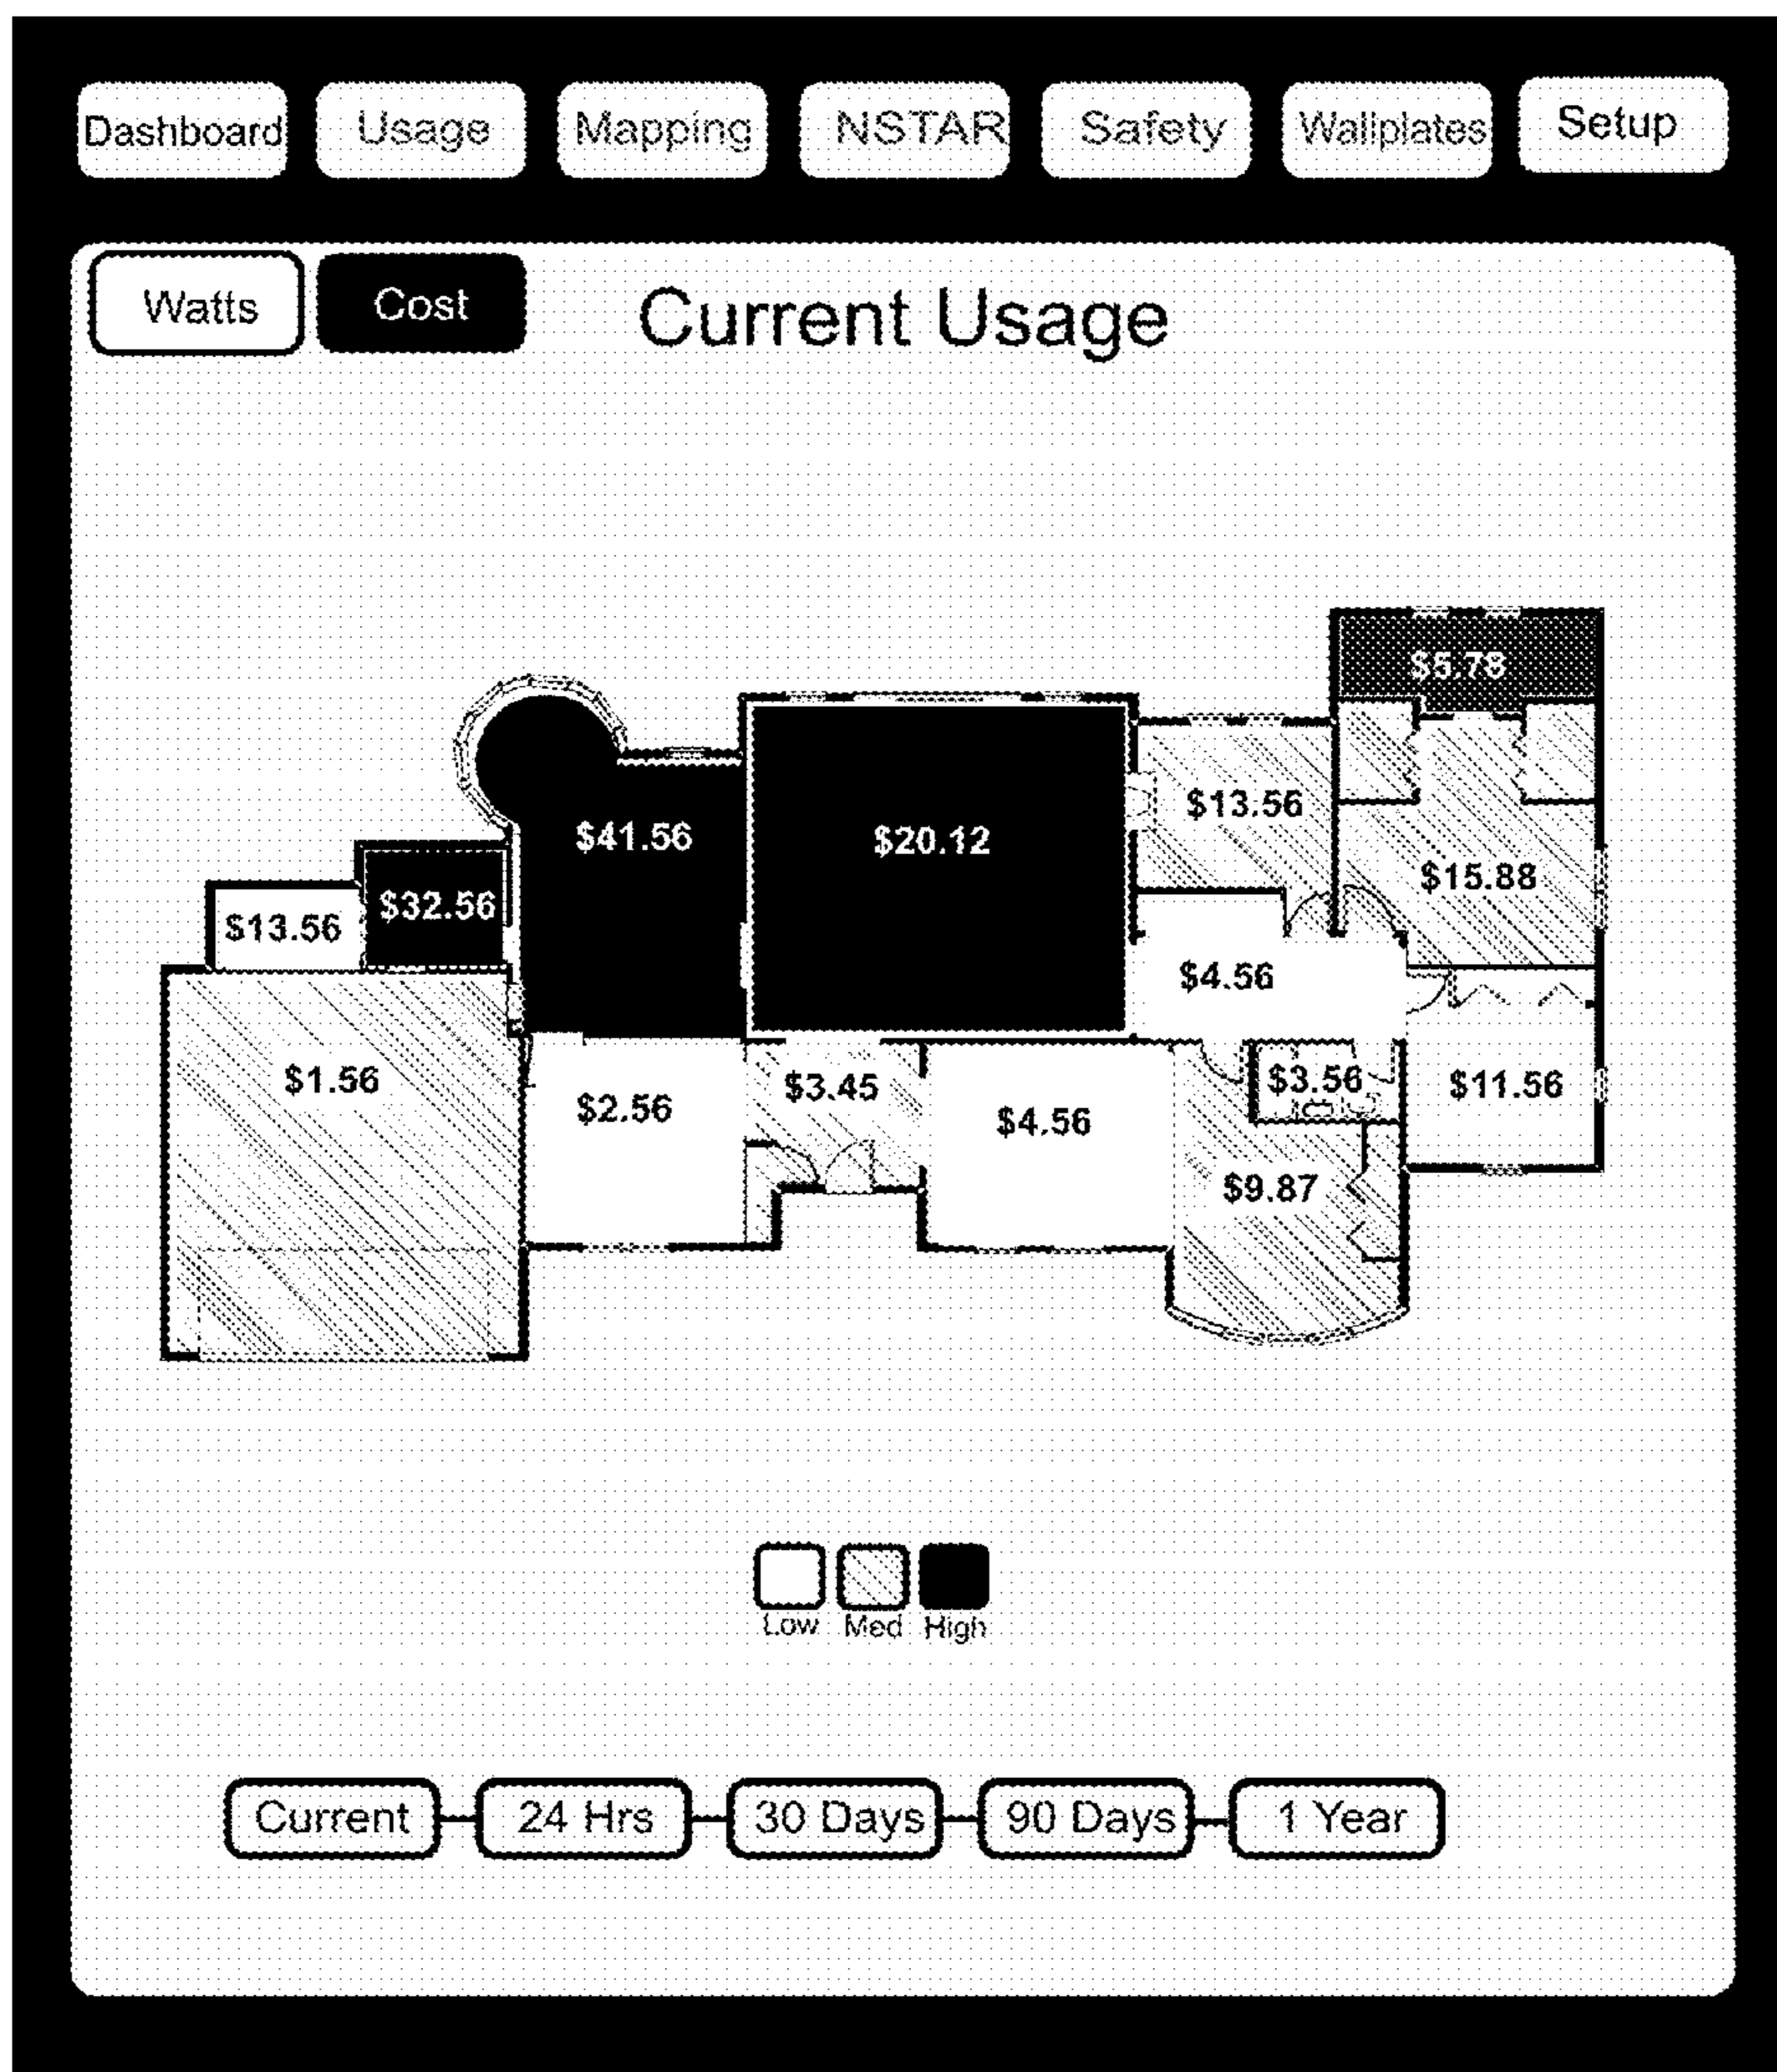 Dashboard Usage Mapping NSTAR Safety Wallplates Setup
Watts Cost Current Usage
$5.78
$41.56 $20.12 $13.56
$15.88
$13.56 $32.56
$4.56
$1.56 $2.56 $3.45 $4.56 $3.56 $11.56
$9.87
Low Med High
Current 24 Hrs 30 Days 90 Days 1 Year